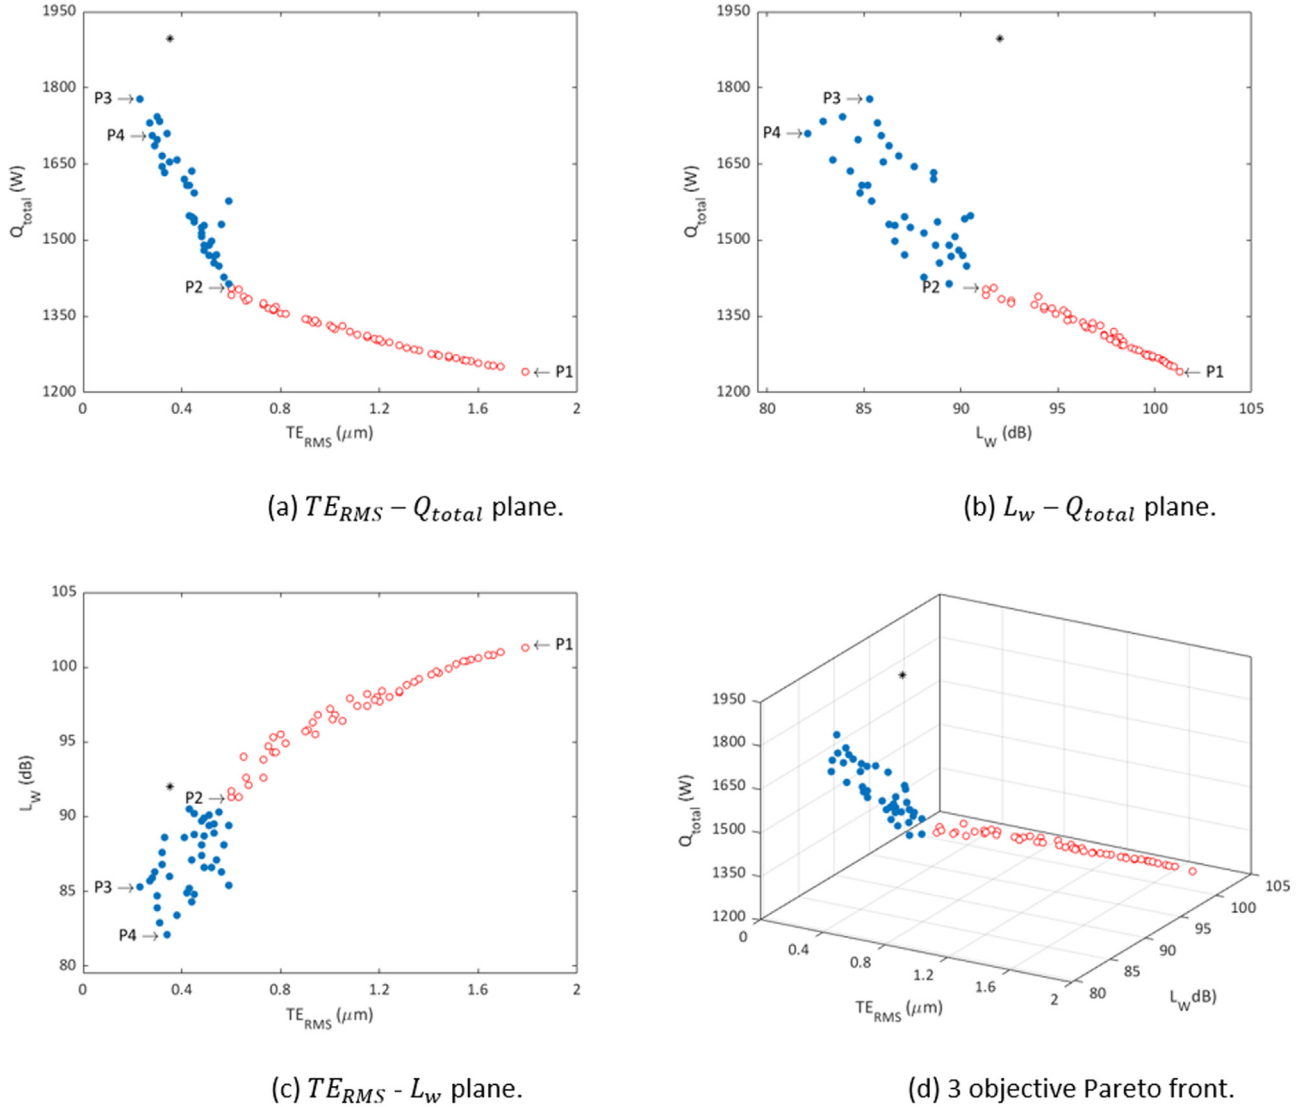 1950
1800
1650
1500
1350
1200
Q_total (W)
P3 →
P4 →
P2 →
← P1
0 0.4 0.8 1.2 1.6 2
TE_RMS (μm)
(a) TE_RMS − Q_total plane.
1950
1800
1650
1500
1350
1200
Q_total (W)
P3 →
P4 →
P2 →
← P1
80 85 90 95 100 105
L_W (dB)
(b) L_w − Q_total plane.
105
100
95
90
85
80
L_W (dB)
← P1
P2 →
P3 →
P4 →
0 0.4 0.8 1.2 1.6 2
TE_RMS (μm)
(c) TE_RMS - L_w plane.
1950
1800
1650
1500
1350
1200
Q_total (W)
0 0.4 0.8 1.2 1.6 2
TE_RMS (μm)
80 85 90 95 100 105
L_WdB)
(d) 3 objective Pareto front.